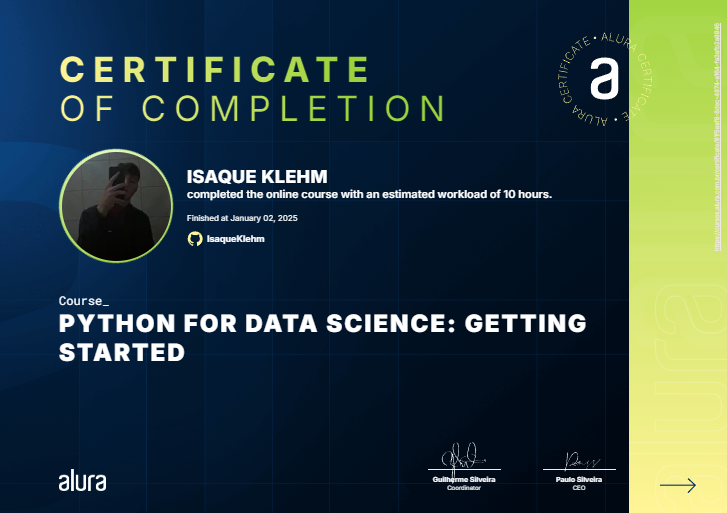 CERTIFICATE
OF COMPLETION
ALURA CERTIFICATE • ALURA CERTIFICATE •
a
ISAQUE KLEHM
completed the online course with an estimated workload of 10 hours.
Finished at January 02, 2025
IsaqueKlehm
Course_
PYTHON FOR DATA SCIENCE: GETTING
STARTED
alura
Guilherme Silveira
Coordinator
Paulo Silveira
CEO
alura